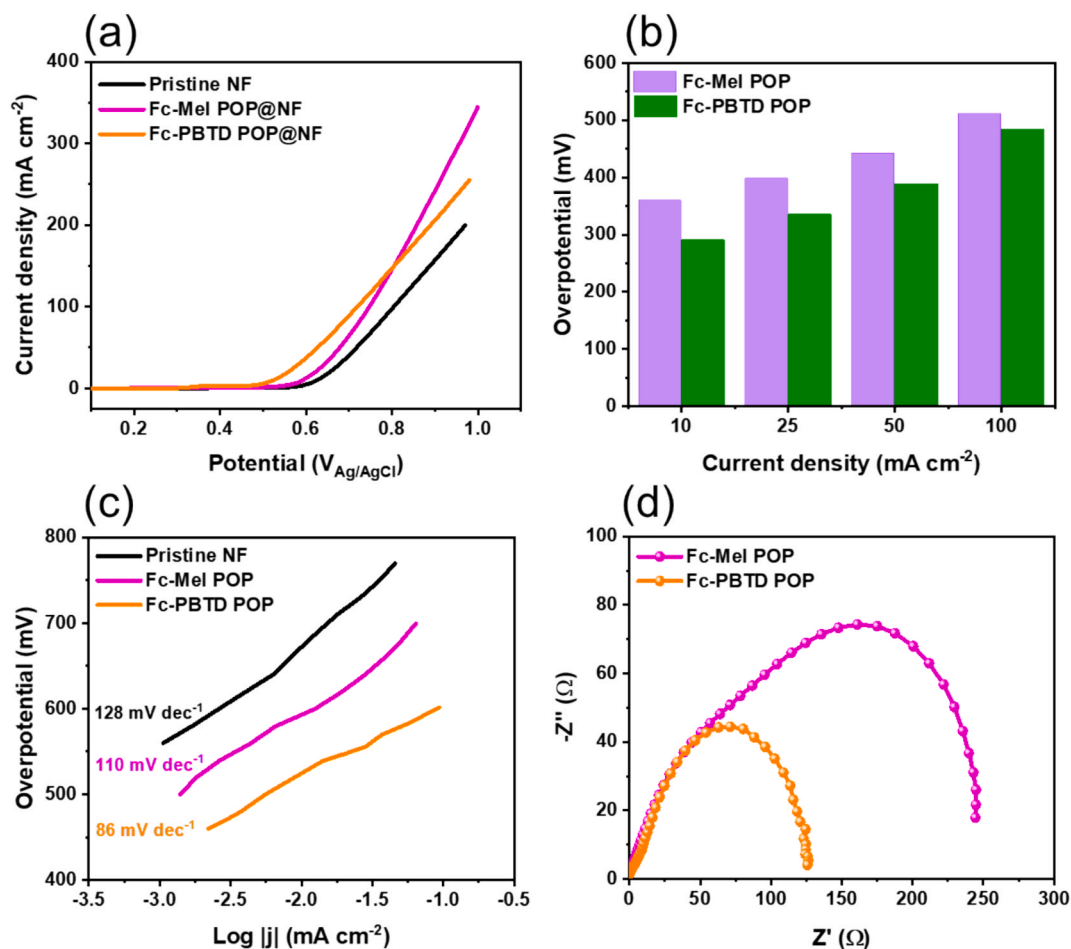 (a)
Pristine NF
Fc-Mel POP@NF
Fc-PBTD POP@NF
Current density (mA cm⁻²)
400
300
200
100
0
0.2 0.4 0.6 0.8 1.0
Potential (V_Ag/AgCl)
(b)
Fc-Mel POP
Fc-PBTD POP
Overpotential (mV)
600
500
400
300
200
100
0
10 25 50 100
Current density (mA cm⁻²)
(c)
Pristine NF
Fc-Mel POP
Fc-PBTD POP
Overpotential (mV)
800
700
600
500
400
128 mV dec⁻¹
110 mV dec⁻¹
86 mV dec⁻¹
-3.5 -3.0 -2.5 -2.0 -1.5 -1.0 -0.5
Log |j| (mA cm⁻²)
(d)
Fc-Mel POP
Fc-PBTD POP
-Z'' (Ω)
100
80
60
40
20
0
0 50 100 150 200 250 300
Z' (Ω)